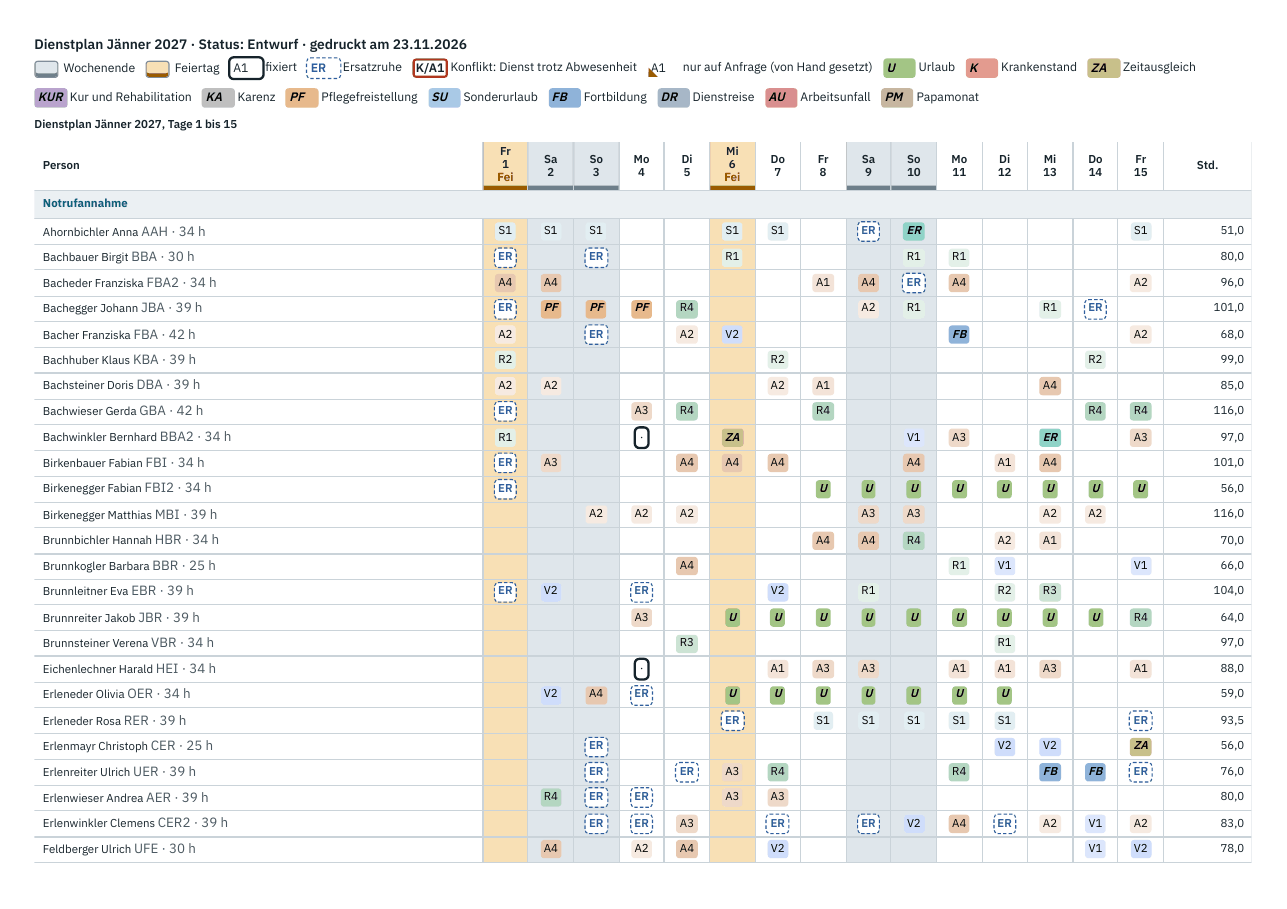 Dienstplan Jänner 2027 · Status: Entwurf · gedruckt am 23.11.2026
Wochenende Feiertag A1 fixiert ER Ersatzruhe K/A1 Konflikt: Dienst trotz Abwesenheit A1 nur auf Anfrage (von Hand gesetzt) U Urlaub K Krankenstand ZA Zeitausgleich
KUR Kur und Rehabilitation KA Karenz PF Pflegefreistellung SU Sonderurlaub FB Fortbildung DR Dienstreise AU Arbeitsunfall PM Papamonat
Dienstplan Jänner 2027, Tage 1 bis 15
Person Fr 1 Fei Sa 2 So 3 Mo 4 Di 5 Mi 6 Fei Do 7 Fr 8 Sa 9 So 10 Mo 11 Di 12 Mi 13 Do 14 Fr 15 Std.
Notrufannahme
Ahornbichler Anna AAH · 34 h S1 S1 S1 S1 S1 ER ER S1 51,0
Bachbauer Birgit BBA · 30 h ER ER R1 R1 R1 80,0
Bacheder Franziska FBA2 · 34 h A4 A4 A1 A4 ER A4 A2 96,0
Bachegger Johann JBA · 39 h ER PF PF PF R4 A2 R1 R1 ER 101,0
Bacher Franziska FBA · 42 h A2 ER A2 V2 FB A2 68,0
Bachhuber Klaus KBA · 39 h R2 R2 R2 99,0
Bachsteiner Doris DBA · 39 h A2 A2 A2 A1 A4 85,0
Bachwieser Gerda GBA · 42 h ER A3 R4 R4 R4 R4 116,0
Bachwinkler Bernhard BBA2 · 34 h R1 · ZA V1 A3 ER A3 97,0
Birkenbauer Fabian FBI · 34 h ER A3 A4 A4 A4 A4 A1 A4 101,0
Birkenegger Fabian FBI2 · 34 h ER U U U U U U U U 56,0
Birkenegger Matthias MBI · 39 h A2 A2 A2 A3 A3 A2 A2 116,0
Brunnbichler Hannah HBR · 34 h A4 A4 R4 A2 A1 70,0
Brunnkogler Barbara BBR · 25 h A4 R1 V1 V1 66,0
Brunnleitner Eva EBR · 39 h ER V2 ER V2 R1 R2 R3 104,0
Brunnreiter Jakob JBR · 39 h A3 U U U U U U U U U R4 64,0
Brunnsteiner Verena VBR · 34 h R3 R1 97,0
Eichenlechner Harald HEI · 34 h · A1 A3 A3 A1 A1 A3 A1 88,0
Erleneder Olivia OER · 34 h V2 A4 ER U U U U U U U 59,0
Erleneder Rosa RER · 39 h ER S1 S1 S1 S1 S1 ER 93,5
Erlenmayr Christoph CER · 25 h ER V2 V2 ZA 56,0
Erlenreiter Ulrich UER · 39 h ER ER A3 R4 R4 FB FB ER 76,0
Erlenwieser Andrea AER · 39 h R4 ER ER A3 A3 80,0
Erlenwinkler Clemens CER2 · 39 h ER ER A3 ER ER V2 A4 ER A2 V1 A2 83,0
Feldberger Ulrich UFE · 30 h A4 A2 A4 V2 V1 V2 78,0